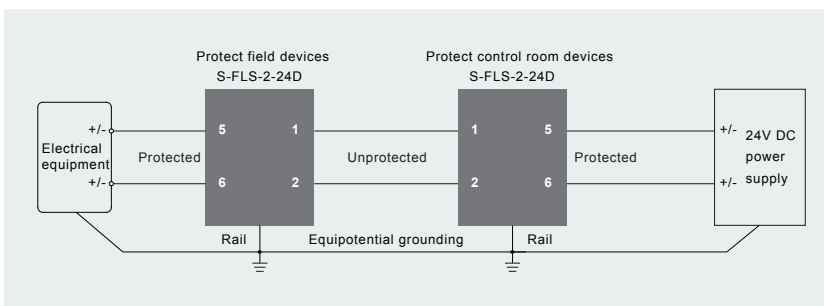 Protect field devices
S-FLS-2-24D
Protect control room devices
S-FLS-2-24D
+/-
5
1
1
5
+/-
24V DC
power
supply
Electrical
equipment
Protected
Unprotected
Protected
+/-
6
2
2
6
+/-
Rail
Equipotential grounding
Rail